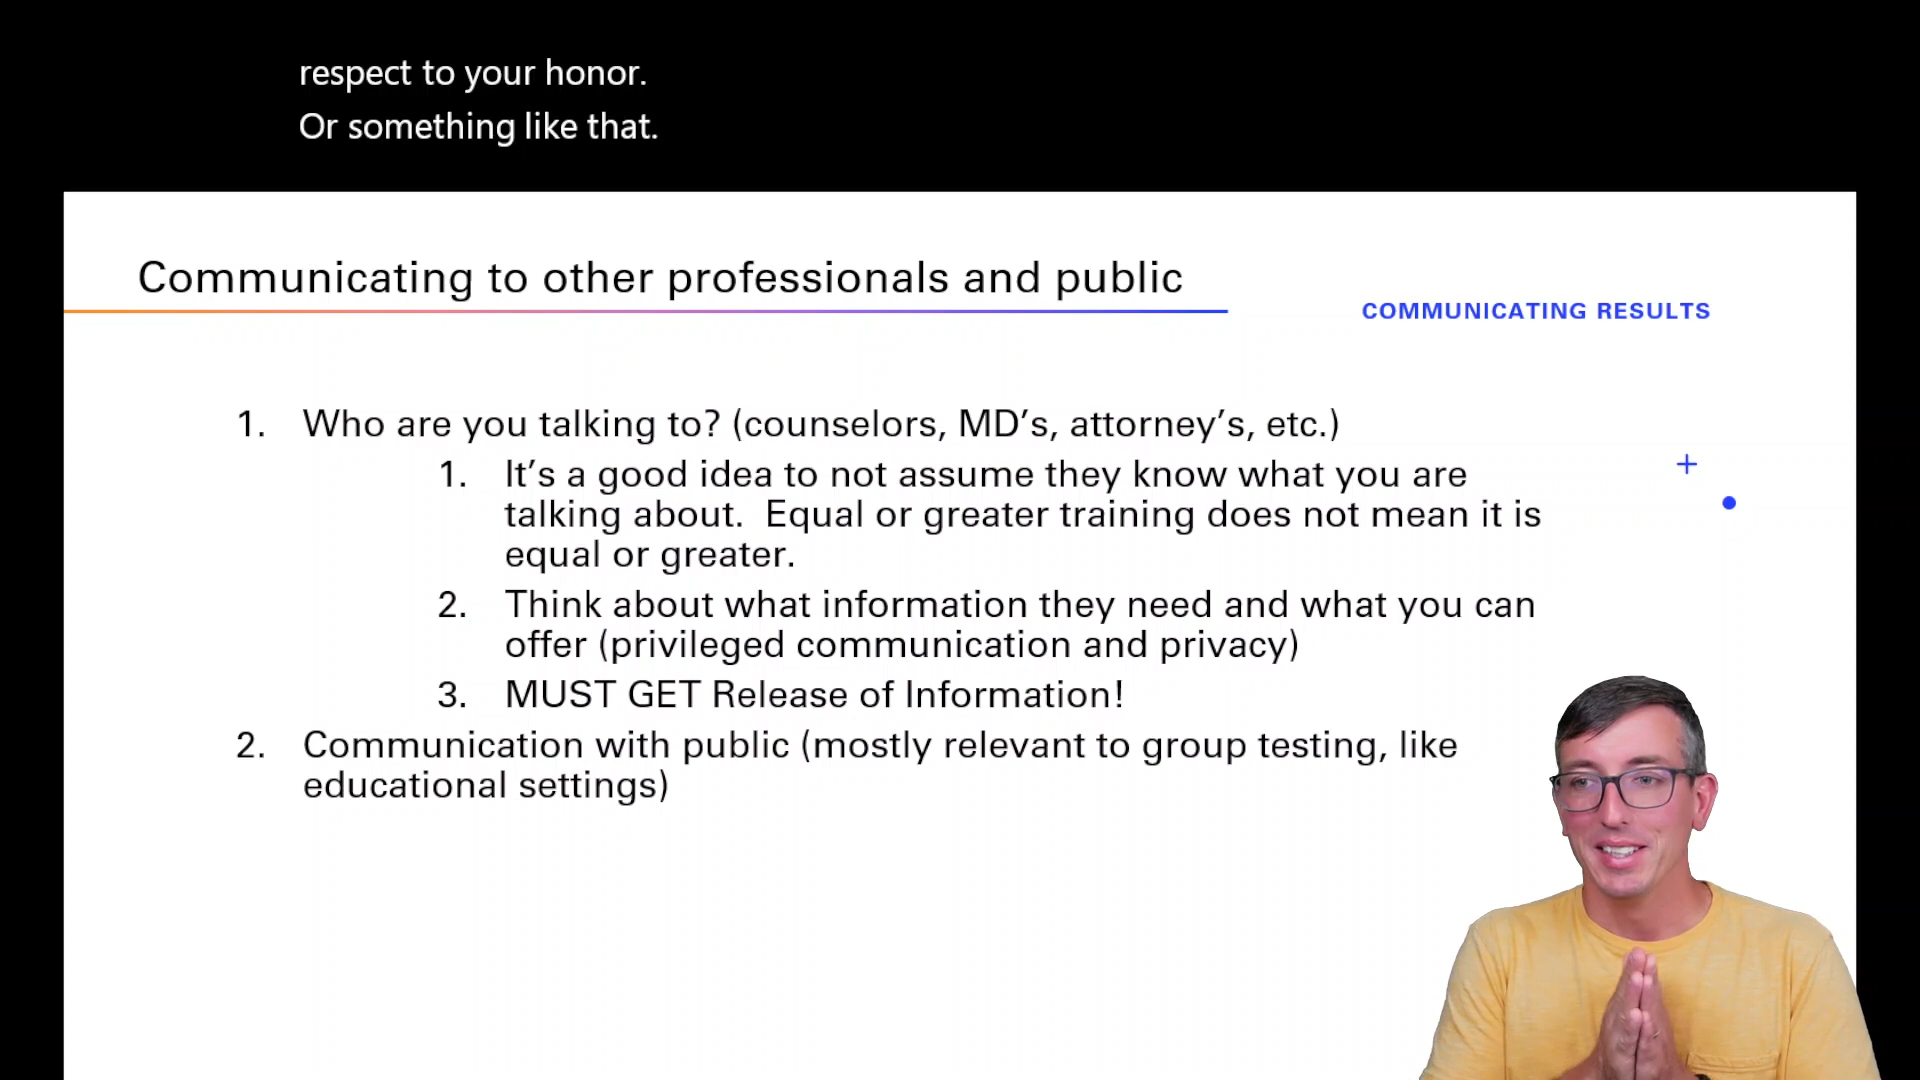 respect to your honor.
Or something like that.
Communicating to other professionals and public
COMMUNICATING RESULTS
1. Who are you talking to? (counselors, MD’s, attorney’s, etc.)
1. It’s a good idea to not assume they know what you are
talking about.  Equal or greater training does not mean it is
equal or greater.
2. Think about what information they need and what you can
offer (privileged communication and privacy)
3. MUST GET Release of Information!
2. Communication with public (mostly relevant to group testing, like
educational settings)